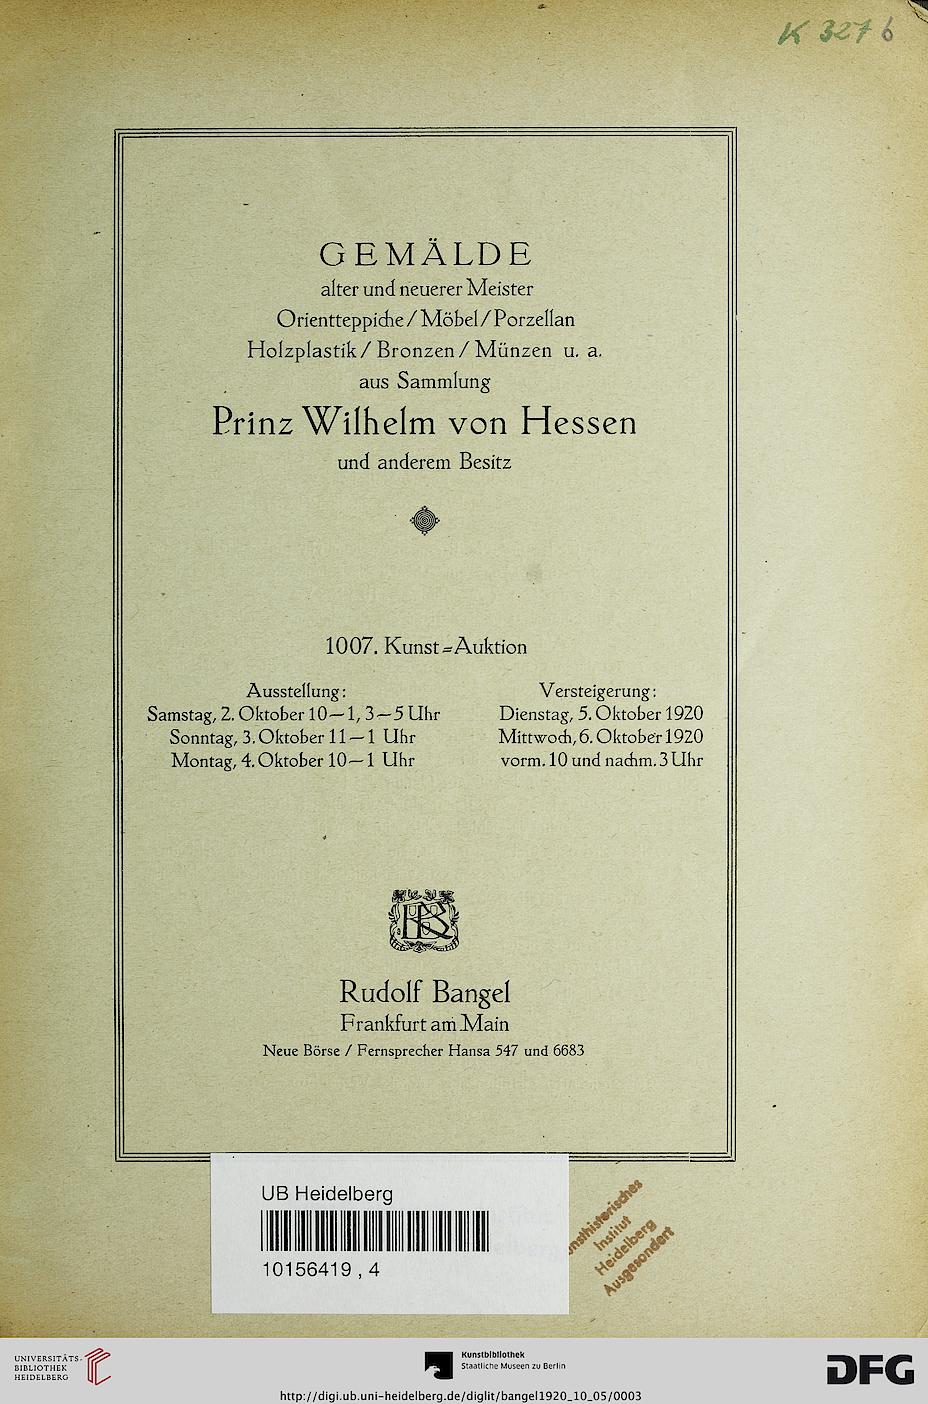 K 327 b
GEMÄLDE
alter und neuerer Meister
Orientteppiche / Möbel / Porzellan
Holzplastik / Bronzen / Münzen u. a.
aus Sammlung
Prinz Wilhelm von Hessen
und anderem Besitz
1007. Kunst=Auktion
Ausstellung:
Samstag, 2. Oktober 10—1, 3—5 Uhr
Sonntag, 3. Oktober 11—1 Uhr
Montag, 4. Oktober 10—1 Uhr
Versteigerung:
Dienstag, 5. Oktober 1920
Mittwoch, 6. Oktober 1920
vorm. 10 und nachm. 3 Uhr
RB
Rudolf Bangel
Frankfurt am Main
Neue Börse / Fernsprecher Hansa 547 und 6683
UB Heidelberg
10156419 , 4
Institut
Heidelberg
Ausgesondert
UNIVERSITÄTS-
BIBLIOTHEK
HEIDELBERG
Kunstbibliothek
Staatliche Museen zu Berlin
DFG
http://digi.ub.uni-heidelberg.de/diglit/bangel1920_10_05/0003